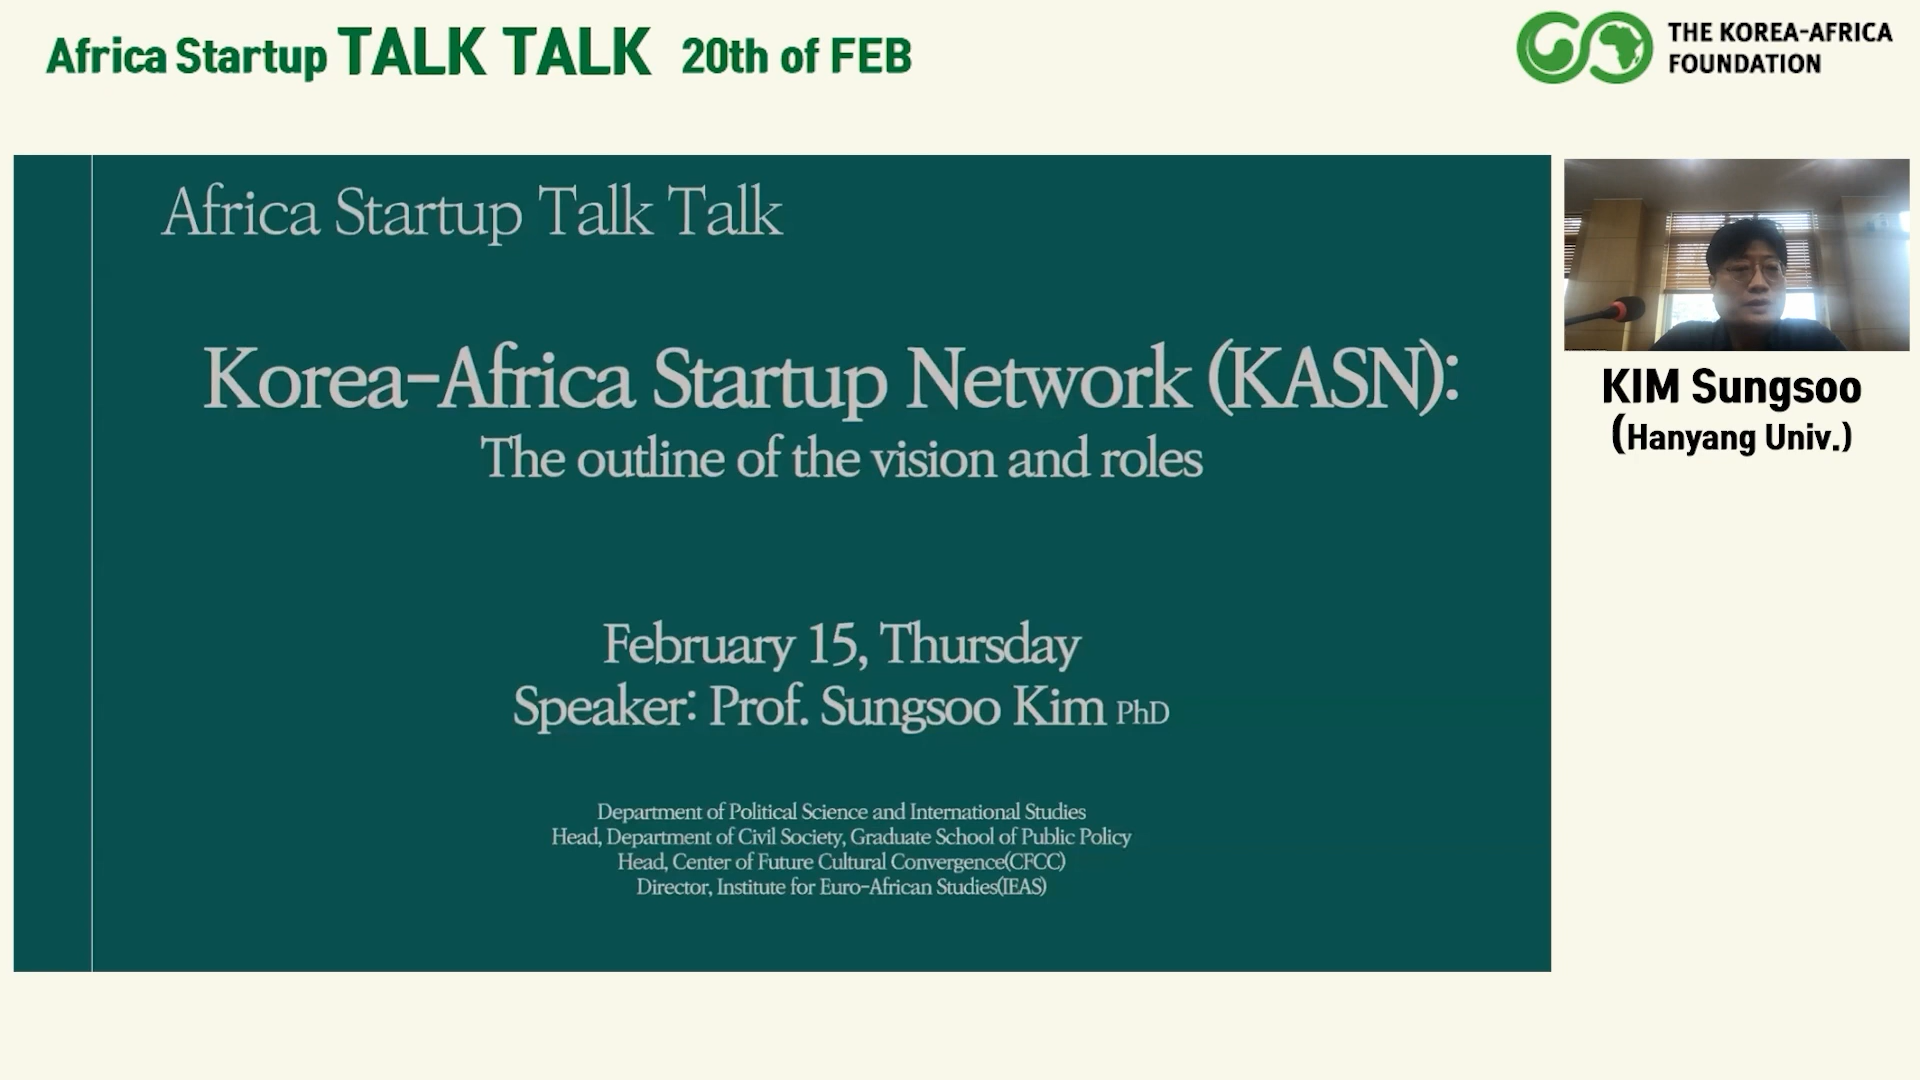 Africa Startup TALK TALK 20th of FEB
THE KOREA-AFRICA
FOUNDATION
Africa Startup Talk Talk
Korea-Africa Startup Network (KASN):
The outline of the vision and roles
February 15, Thursday
Speaker: Prof. Sungsoo Kim PhD
Department of Political Science and International Studies
Head, Department of Civil Society, Graduate School of Public Policy
Head, Center of Future Cultural Convergence(CFCC)
Director, Institute for Euro-African Studies(IEAS)
KIM Sungsoo
(Hanyang Univ.)